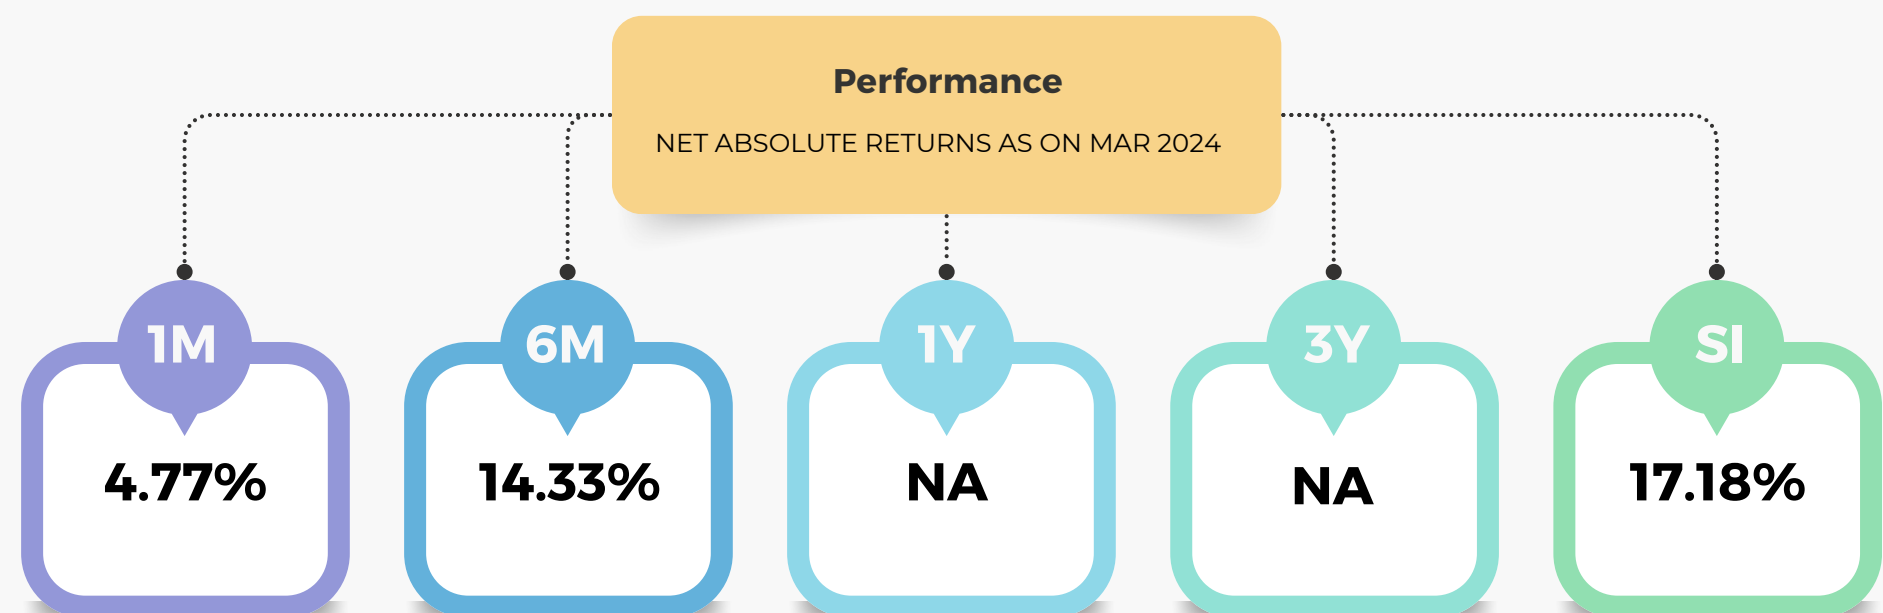 Performance
NET ABSOLUTE RETURNS AS ON MAR 2024
1M
6M
1Y
3Y
SI
4.77%
14.33%
NA
NA
17.18%